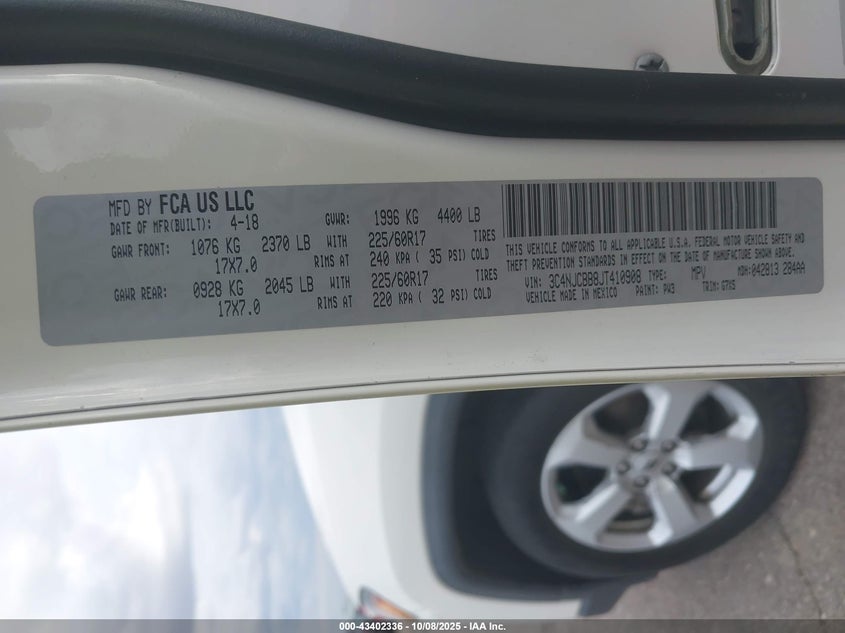 MFD BY FCA US LLC
DATE OF MFR(BUILT): 4-18 GVWR: 1996 KG 4400 LB
GAWR FRONT: 1076 KG 2370 LB WITH 225/60R17 TIRES
17X7.0 RIMS AT 240 KPA ( 35 PSI) COLD
GAWR REAR: 0928 KG 2045 LB WITH 225/60R17 TIRES
17X7.0 RIMS AT 220 KPA ( 32 PSI) COLD
THIS VEHICLE CONFORMS TO ALL APPLICABLE U.S.A. FEDERAL MOTOR VEHICLE SAFETY AND
THEFT PREVENTION STANDARDS IN EFFECT ON THE DATE OF MANUFACTURE SHOWN ABOVE.
VIN: 3C4NJCBB8JT410908 TYPE: MPV MDH: 042813 284AA
VEHICLE MADE IN MEXICO PAINT: PW3 TRIM: G7XS
000-43402336 - 10/08/2025 - IAA Inc.